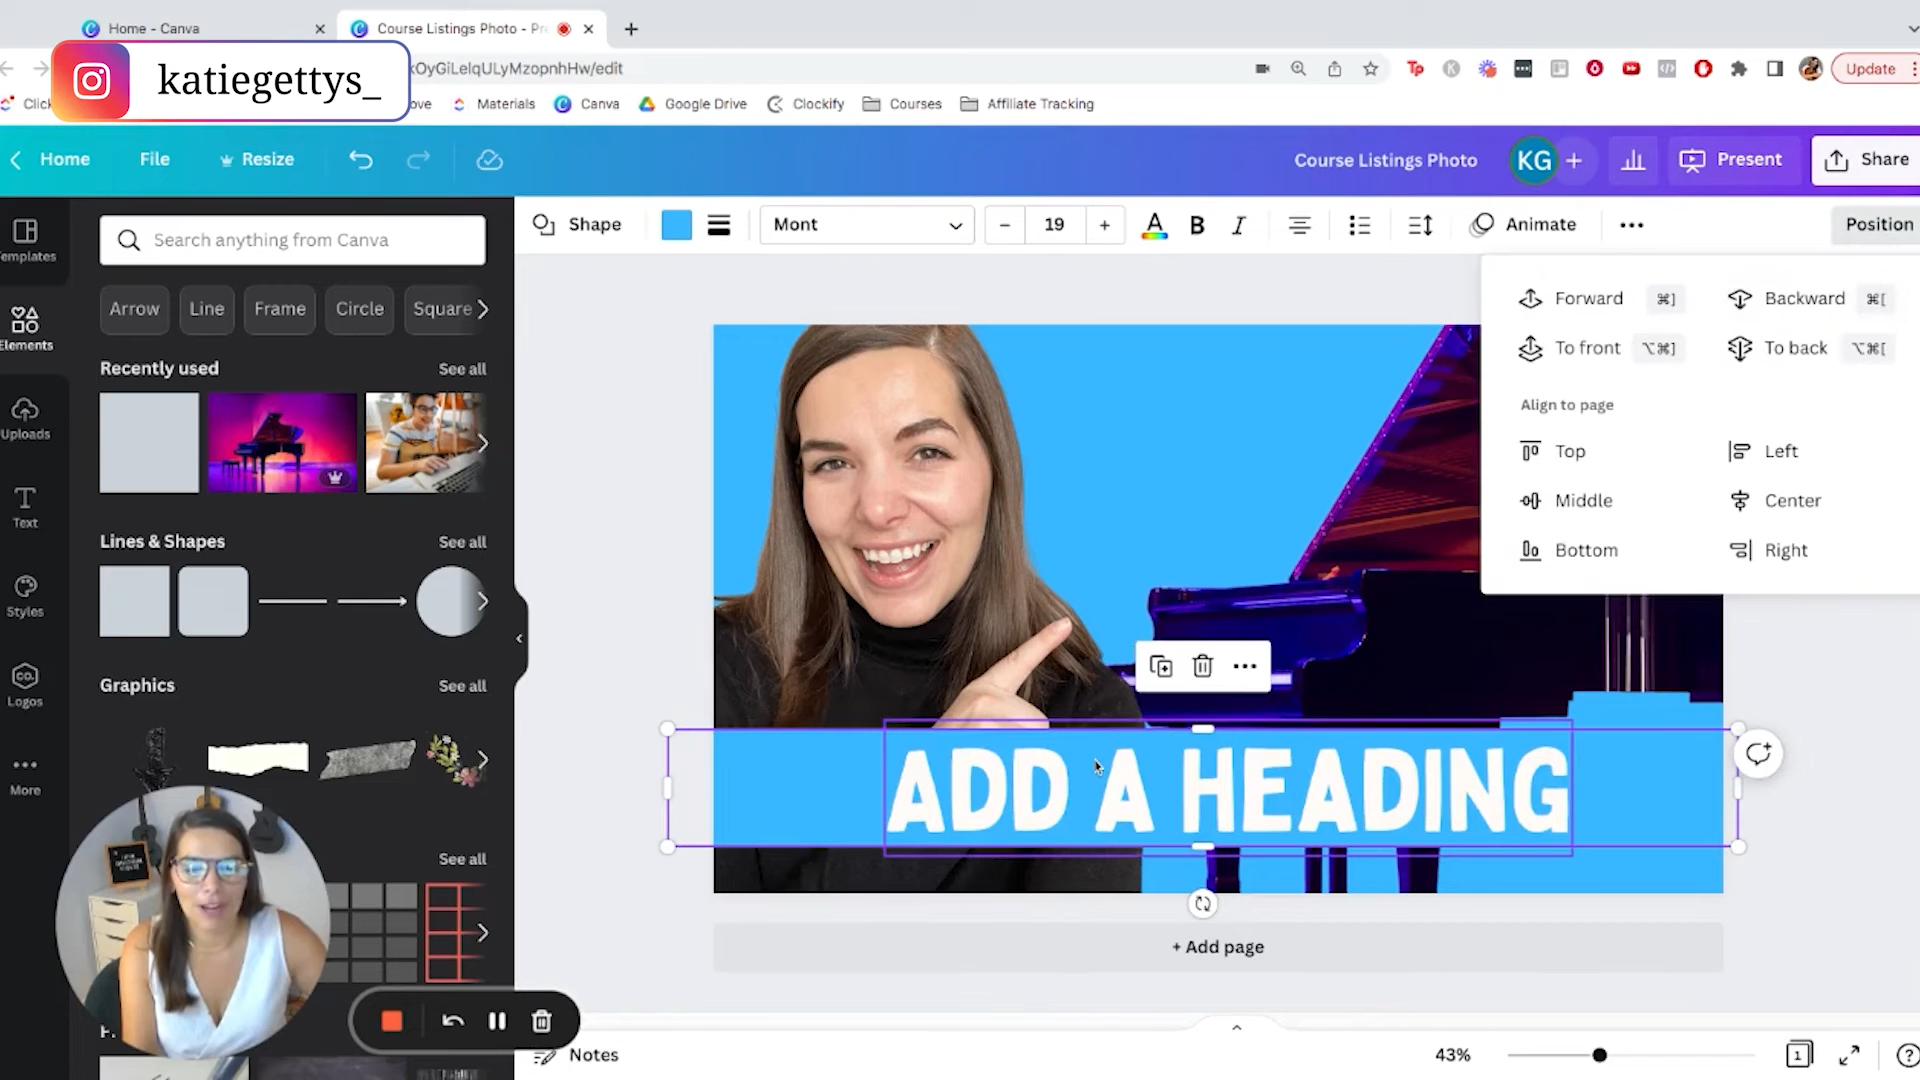 Home - Canva
Course Listings Photo - Pr
katiegettys_
OyGiLelqULyMzopnhHw/edit
Update
Click
ove
Materials
Canva
Google Drive
Clockify
Courses
Affiliate Tracking
Home
File
Resize
Course Listings Photo
KG
Present
Share
Templates
Elements
Uploads
Text
Styles
CO.
Logos
More
Search anything from Canva
Arrow
Line
Frame
Circle
Square
Recently used
See all
Lines & Shapes
See all
Graphics
See all
See all
Shape
Mont
19
Animate
Position
Forward
⌘]
Backward
⌘[
To front
⌥⌘]
To back
⌥⌘[
Align to page
Top
Left
Middle
Center
Bottom
Right
ADD A HEADING
+ Add page
Notes
43%
1